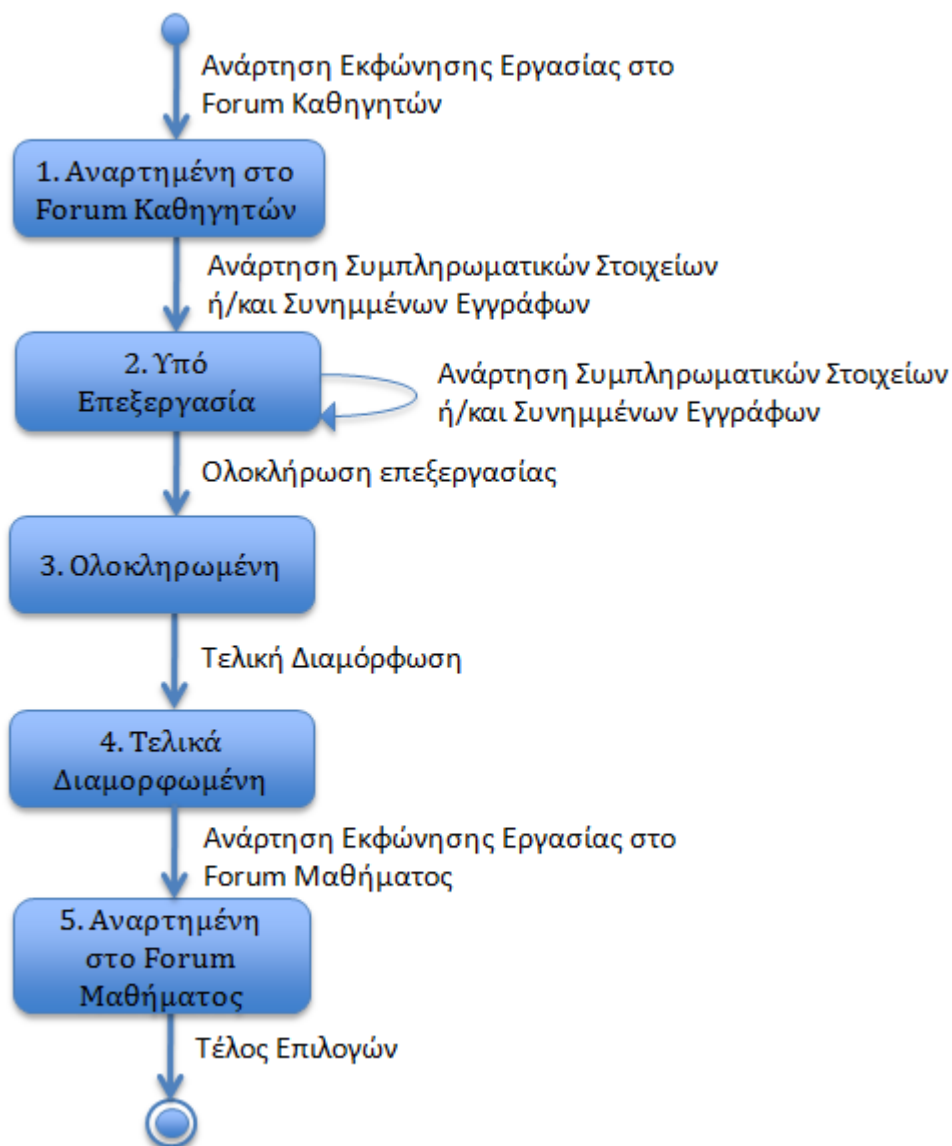 Ανάρτηση Εκφώνησης Εργασίας στο
Forum Καθηγητών
1. Αναρτημένη στο
Forum Καθηγητών
Ανάρτηση Συμπληρωματικών Στοιχείων
ή/και Συνημμένων Εγγράφων
2. Υπό
Επεξεργασία
Ανάρτηση Συμπληρωματικών Στοιχείων
ή/και Συνημμένων Εγγράφων
Ολοκλήρωση επεξεργασίας
3. Ολοκληρωμένη
Τελική Διαμόρφωση
4. Τελικά
Διαμορφωμένη
Ανάρτηση Εκφώνησης Εργασίας στο
Forum Μαθήματος
5. Αναρτημένη
στο Forum
Μαθήματος
Τέλος Επιλογών